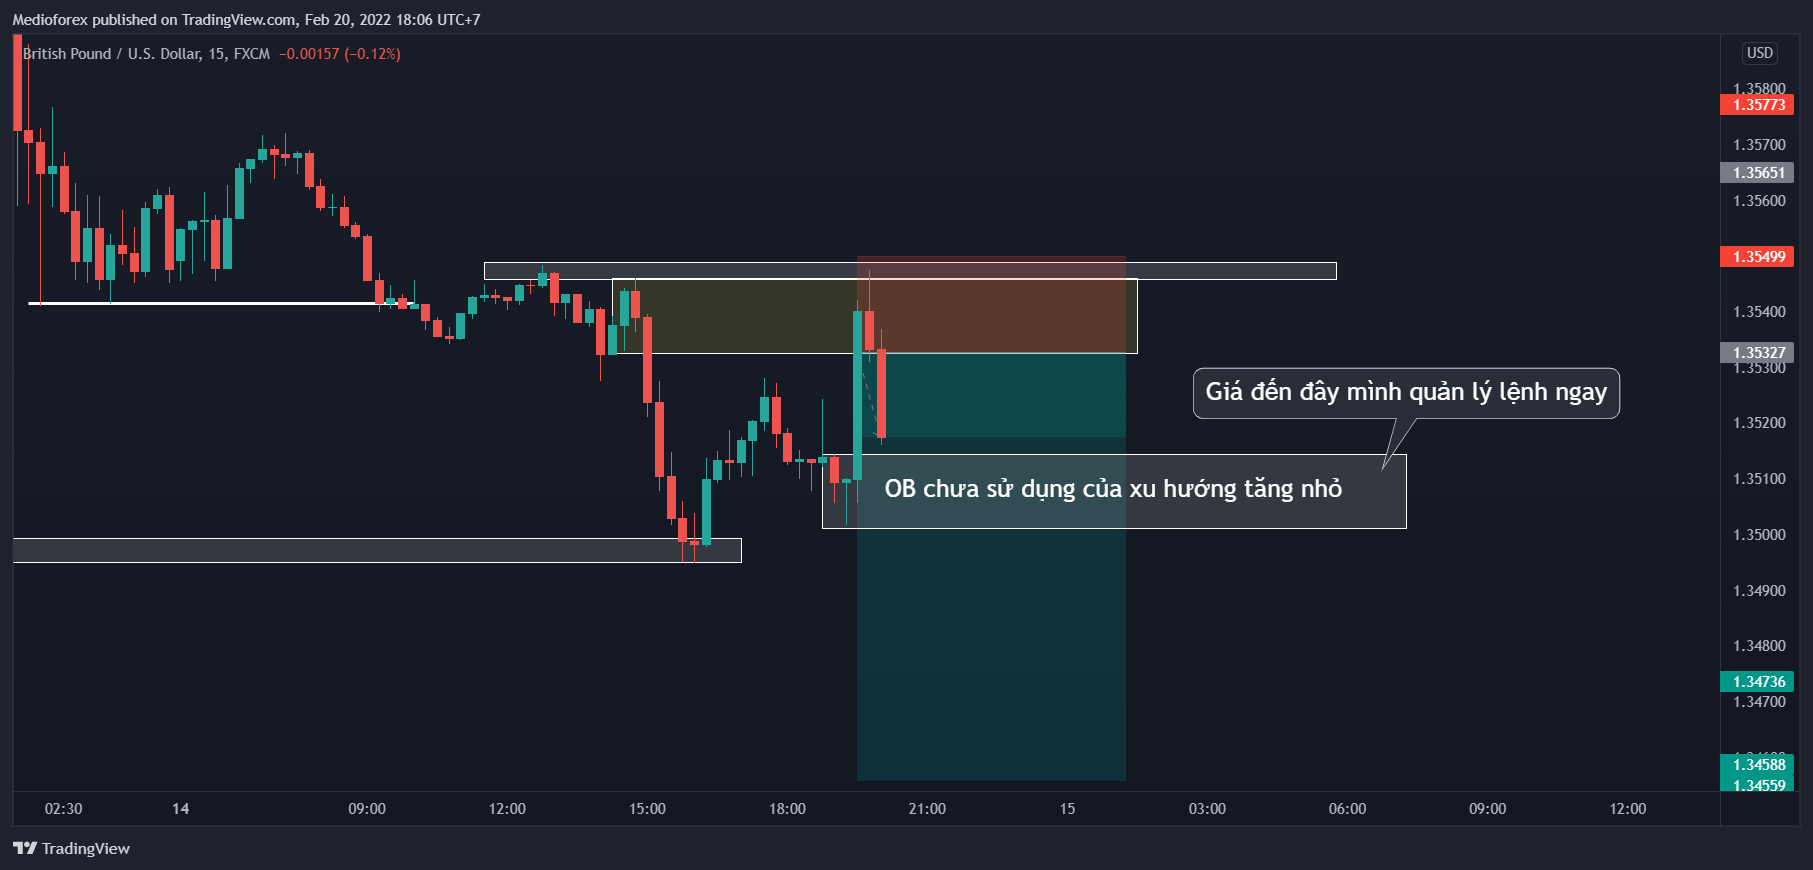 Medioforex published on TradingView.com, Feb 20, 2022 18:06 UTC+7
British Pound / U.S. Dollar, 15, FXCM −0.00157 (−0.12%)
USD
1.35800
1.35773
1.35700
1.35651
1.35600
1.35499
1.35400
1.35327
1.35300
Giá đến đây mình quản lý lệnh ngay
1.35200
1.35100
OB chưa sử dụng của xu hướng tăng nhỏ
1.35000
1.34900
1.34800
1.34736
1.34700
1.34588
1.34559
02:30 14 09:00 12:00 15:00 18:00 21:00 15 03:00 06:00 09:00 12:00
TradingView